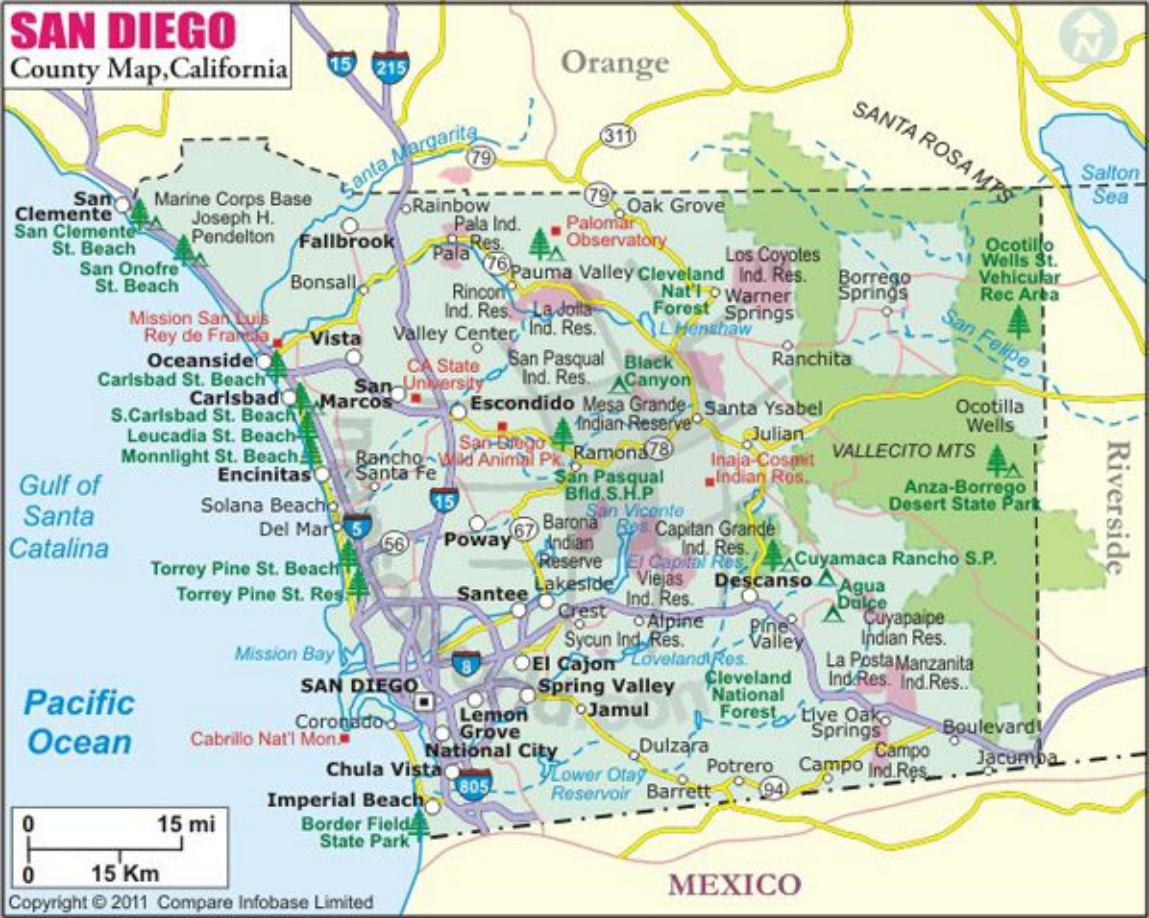 SAN DIEGO
County Map,California
N
15
215
Orange
311
SANTA ROSA MTS
Salton
Sea
Santa Margarita
79
79
San
Clemente
San Clemente
St. Beach
Marine Corps Base
Joseph H.
Pendelton
San Onofre
St. Beach
Rainbow
Fallbrook
Pala Ind.
Res.
Pala
Palomar
Observatory
Oak Grove
76
Pauma Valley
Bonsall
Cleveland
Nat'l
Forest
Los Coyotes
Ind. Res.
Warner
Springs
Borrego
Springs
Ocotillo
Wells St.
Vehicular
Rec Area
San Felipe
Rincon
Ind. Res.
La Jolla
Ind. Res.
L Henshaw
Mission San Luis
Rey de Francia
Vista
Valley Center
Oceanside
San Pasqual
Ind. Res.
Black
Canyon
Ranchita
Carlsbad St. Beach
Carlsbad
San
Marcos
CA State
University
Escondido
Mesa Grande
Indian Reserve
Santa Ysabel
Ocotilla
Wells
S.Carlsbad St. Beach
Leucadia St. Beach
Monnlight St. Beach
San Diego
Wild Animal Pk.
Ramona
78
Julian
VALLECITO MTS
Inaja-Cosmit
Indian Res.
Encinitas
Rancho
Santa Fe
San Pasqual
Bfld.S.H.P
Anza-Borrego
Desert State Park
Riverside
Gulf of
Santa
Catalina
Solana Beach
Del Mar
5
15
56
Poway
67
San Vicente
Res.
Barona
Indian
Reserve
Capitan Grande
Ind. Res.
El Capital Res.
Cuyamaca Rancho S.P.
Torrey Pine St. Beach
Torrey Pine St. Res.
Lakeside
Santee
Viejas
Ind. Res.
Descanso
Agua
Dulce
Crest
Alpine
Sycun Ind. Res.
Pine
Valley
Cuyapaipe
Indian Res.
Mission Bay
8
El Cajon
Loveland Res.
La Posta
Ind.Res.
Manzanita
Ind.Res..
SAN DIEGO
Spring Valley
Cleveland
National
Forest
Pacific
Ocean
Coronado
Lemon
Grove
Jamul
Live Oak
Springs
Boulevard
Cabrillo Nat'l Mon.
National City
Dulzara
Chula Vista
805
Lower Otay
Reservoir
Potrero
Barrett
94
Campo
Campo
Ind.Res.
Jacumba
Imperial Beach
Border Field
State Park
MEXICO
0
15 mi
0
15 Km
Copyright © 2011 Compare Infobase Limited